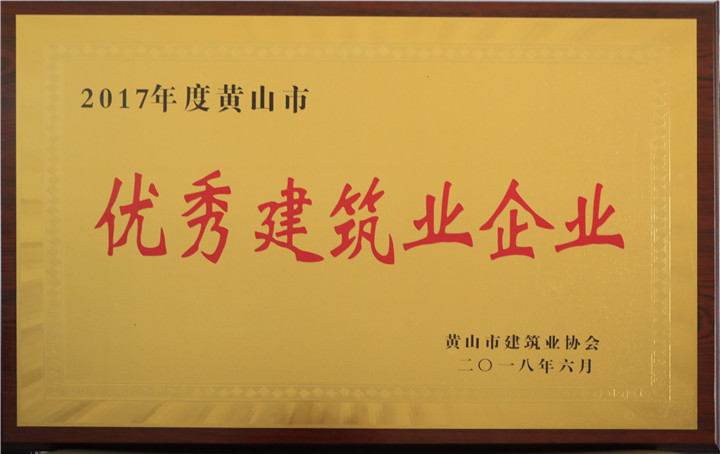 2017年度黄山市
优秀建筑业企业
黄山市建筑业协会
二〇一八年六月